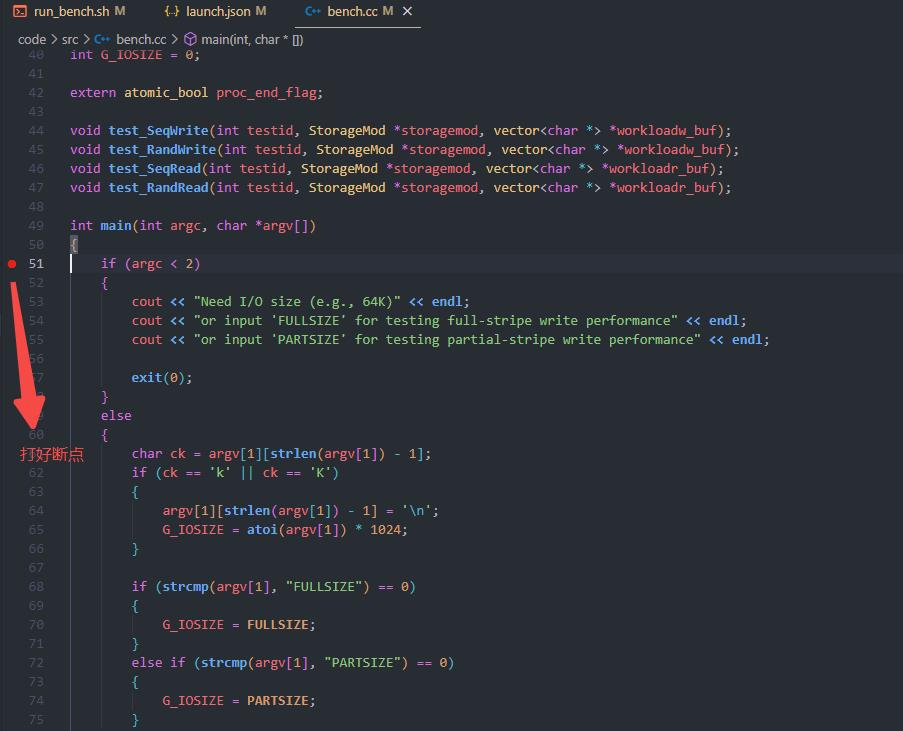 run_bench.sh M launch.json M bench.cc M
code > src > bench.cc > main(int, char * [])
40 int G_IOSIZE = 0;
41
42 extern atomic_bool proc_end_flag;
43
44 void test_SeqWrite(int testid, StorageMod *storagemod, vector<char *> *workloadw_buf);
45 void test_RandWrite(int testid, StorageMod *storagemod, vector<char *> *workloadw_buf);
46 void test_SeqRead(int testid, StorageMod *storagemod, vector<char *> *workloadr_buf);
47 void test_RandRead(int testid, StorageMod *storagemod, vector<char *> *workloadr_buf);
48
49 int main(int argc, char *argv[])
50 {
51 if (argc < 2)
52 {
53 cout << "Need I/O size (e.g., 64K)" << endl;
54 cout << "or input 'FULLSIZE' for testing full-stripe write performance" << endl;
55 cout << "or input 'PARTSIZE' for testing partial-stripe write performance" << endl;
56
exit(0);
}
else
60 {
打好断点 char ck = argv[1][strlen(argv[1]) - 1];
62 if (ck == 'k' || ck == 'K')
63 {
64 argv[1][strlen(argv[1]) - 1] = '\n';
65 G_IOSIZE = atoi(argv[1]) * 1024;
66 }
67
68 if (strcmp(argv[1], "FULLSIZE") == 0)
69 {
70 G_IOSIZE = FULLSIZE;
71 }
72 else if (strcmp(argv[1], "PARTSIZE") == 0)
73 {
74 G_IOSIZE = PARTSIZE;
75 }